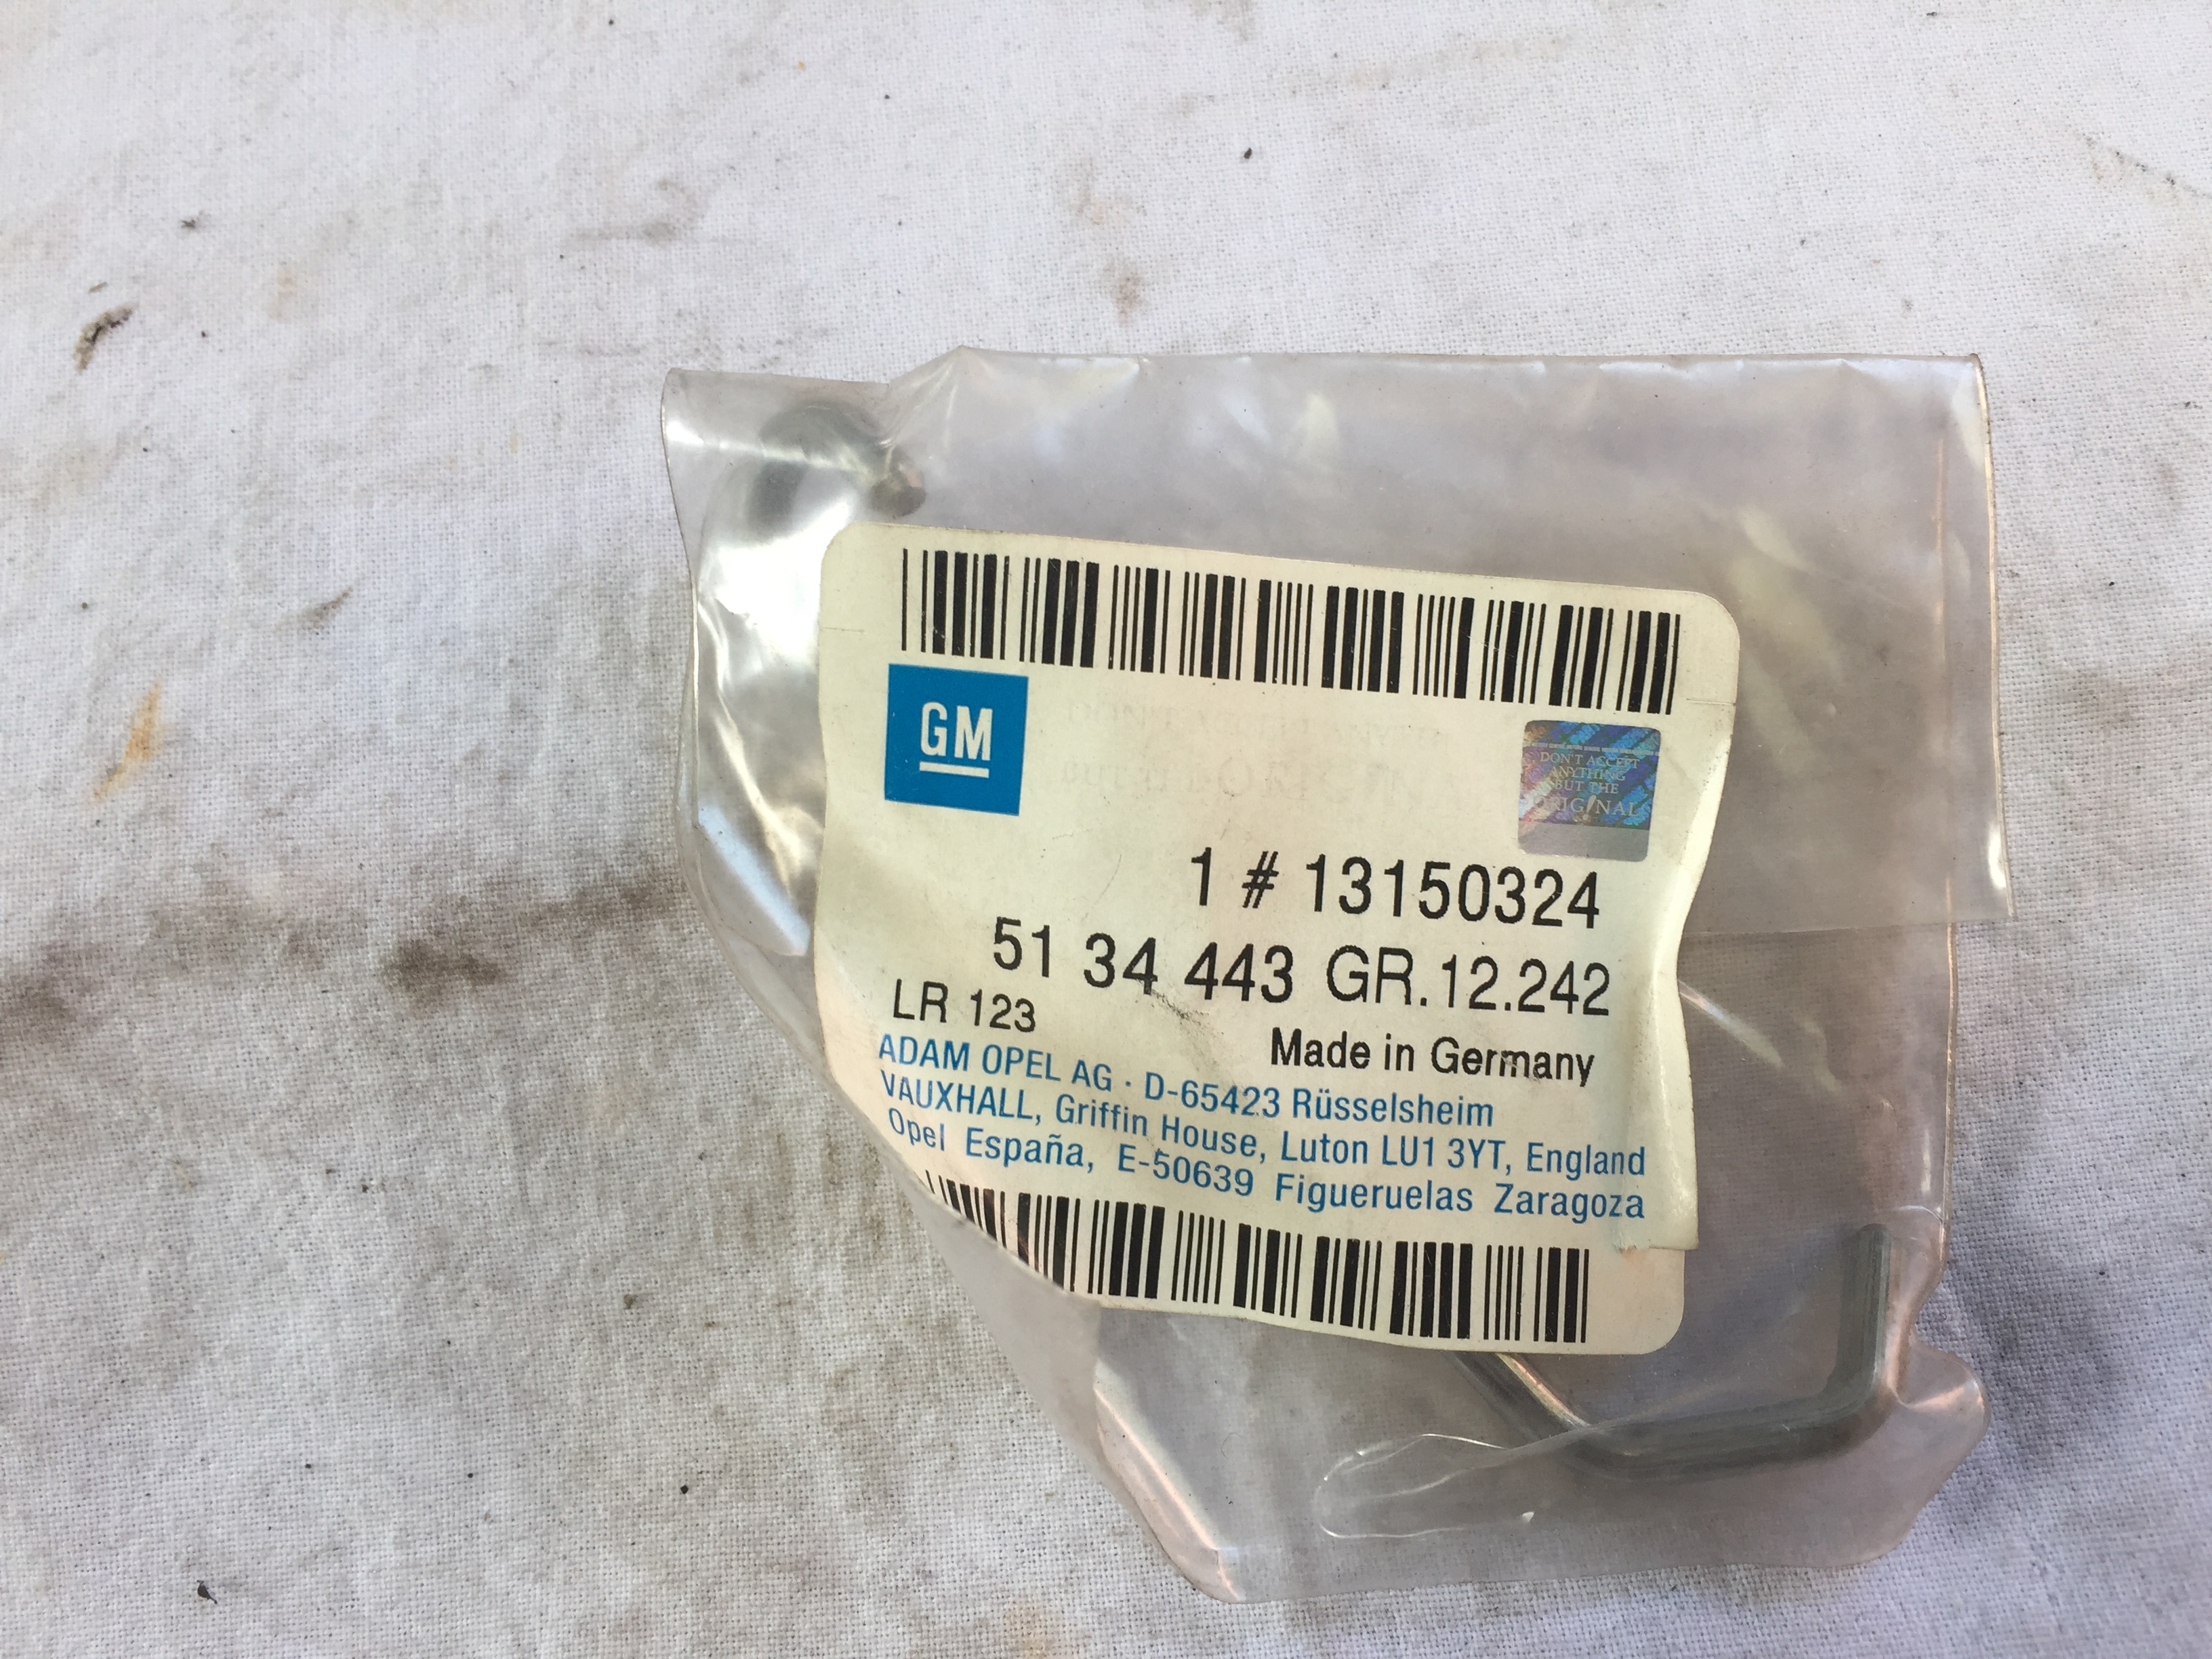 GM
DON'T ACCEPT
ANYTHING
BUT THE
ORIGINAL
1 # 13150324
51 34 443 GR.12.242
LR 123
Made in Germany
ADAM OPEL AG · D-65423 Rüsselsheim
VAUXHALL, Griffin House, Luton LU1 3YT, England
Opel España, E-50639 Figueruelas Zaragoza